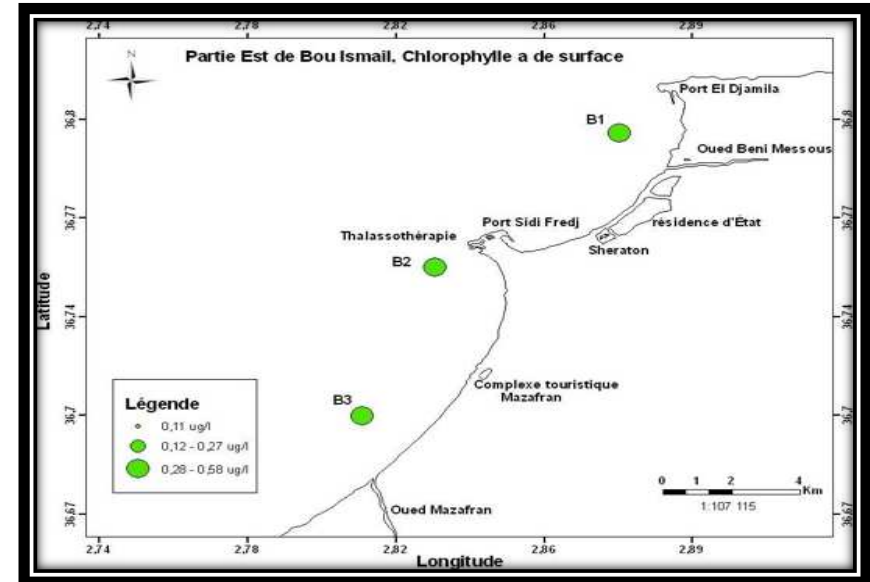 2,74 2,78 2,82 2,86 2,89
N
Partie Est de Bou Ismail, Chlorophylle a de surface
Port El Djamila
36,8 36,8
B1
Oued Beni Messous
36,77 36,77
Port Sidi Fredj
résidence d'État
Thalassothérapie
Sheraton
B2
Latitude
36,74 36,74
Complexe touristique
Mazafran
Légende
B3
36,7 36,7
0,11 ug/l
0,12 - 0,27 ug/l
0,28 - 0,58 ug/l
0 1 2 4
Km
1:107 115
Oued Mazafran
36,67 36,67
2,74 2,78 2,82 2,86 2,89
Longitude